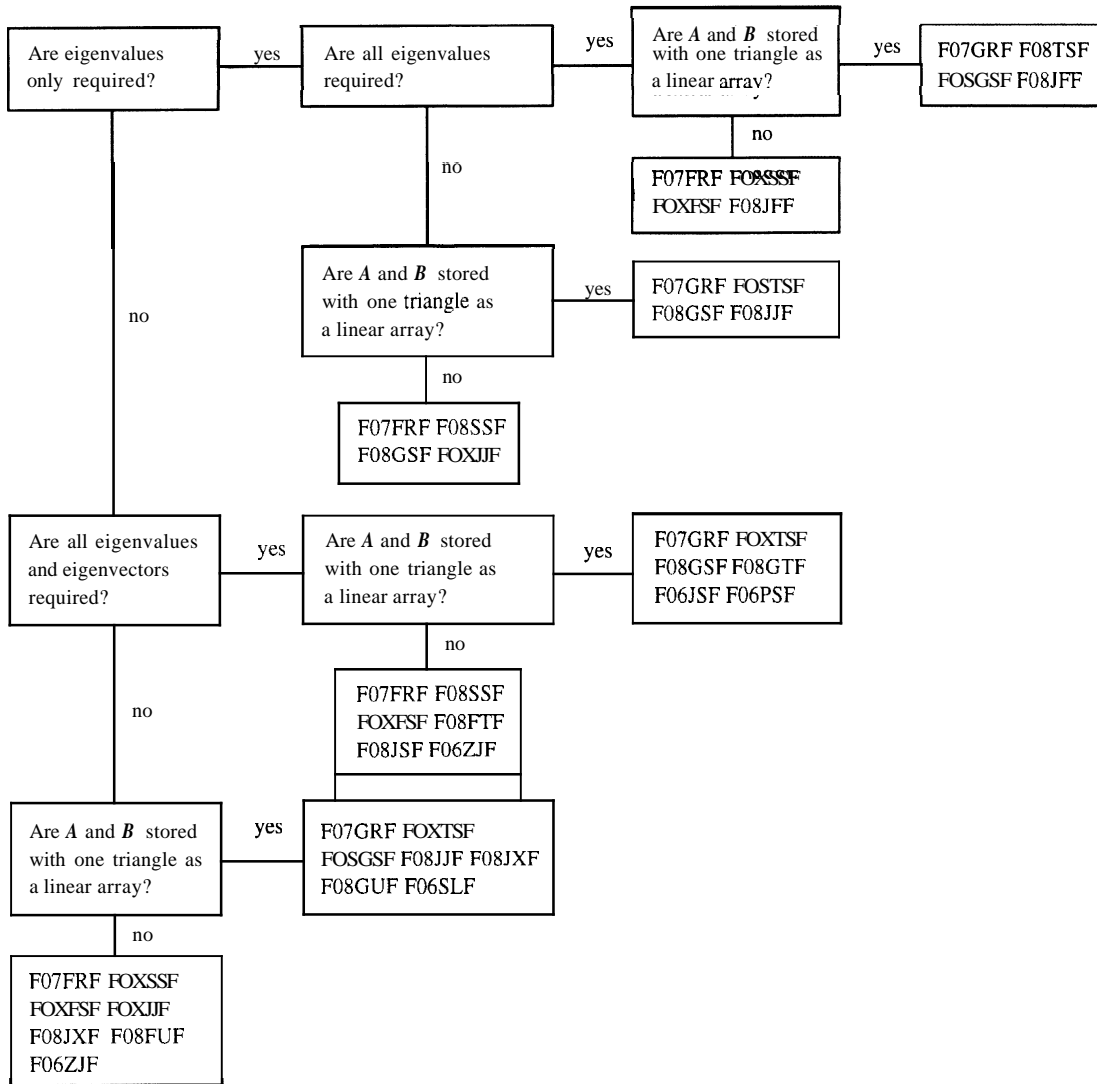 Are eigenvalues
only required?
yes
Are all eigenvalues
required?
yes
Are A and B stored
with one triangle as
a linear array?
yes
F07GRF F08TSF
FOSGSF F08JFF
no
F07FRF FOXSSF
FOXFSF F08JFF
no
Are A and B stored
with one triangle as
a linear array?
yes
F07GRF FOSTSF
F08GSF F08JJF
no
F07FRF F08SSF
F08GSF FOXJJF
no
Are all eigenvalues
and eigenvectors
required?
yes
Are A and B stored
with one triangle as
a linear array?
yes
F07GRF FOXTSF
F08GSF F08GTF
F06JSF F06PSF
no
F07FRF F08SSF
FOXFSF F08FTF
F08JSF F06ZJF
no
Are A and B stored
with one triangle as
a linear array?
yes
F07GRF FOXTSF
FOSGSF F08JJF F08JXF
F08GUF F06SLF
no
F07FRF FOXSSF
FOXFSF FOXJJF
F08JXF F08FUF
F06ZJF